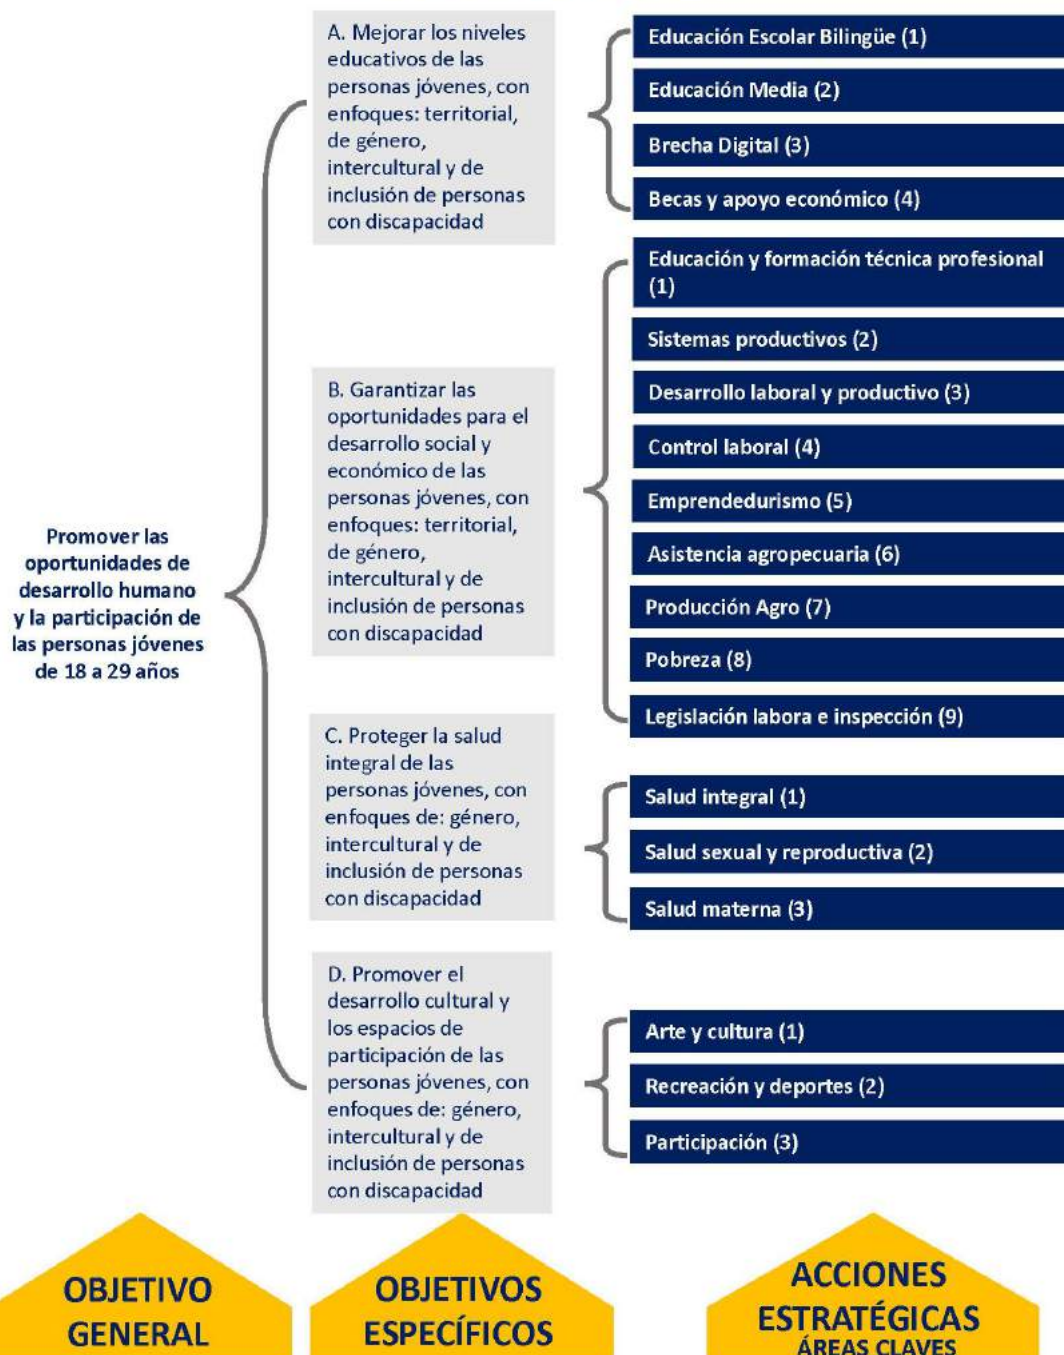 Promover las
oportunidades de
desarrollo humano
y la participación de
las personas jóvenes
de 18 a 29 años
A. Mejorar los niveles
educativos de las
personas jóvenes, con
enfoques: territorial,
de género,
intercultural y de
inclusión de personas
con discapacidad
Educación Escolar Bilingüe (1)
Educación Media (2)
Brecha Digital (3)
Becas y apoyo económico (4)
B. Garantizar las
oportunidades para el
desarrollo social y
económico de las
personas jóvenes, con
enfoques: territorial,
de género,
intercultural y de
inclusión de personas
con discapacidad
Educación y formación técnica profesional
(1)
Sistemas productivos (2)
Desarrollo laboral y productivo (3)
Control laboral (4)
Emprendedurismo (5)
Asistencia agropecuaria (6)
Producción Agro (7)
Pobreza (8)
Legislación labora e inspección (9)
C. Proteger la salud
integral de las
personas jóvenes, con
enfoques de: género,
intercultural y de
inclusión de personas
con discapacidad
Salud integral (1)
Salud sexual y reproductiva (2)
Salud materna (3)
D. Promover el
desarrollo cultural y
los espacios de
participación de las
personas jóvenes, con
enfoques de: género,
intercultural y de
inclusión de personas
con discapacidad
Arte y cultura (1)
Recreación y deportes (2)
Participación (3)
OBJETIVO
GENERAL
OBJETIVOS
ESPECÍFICOS
ACCIONES
ESTRATÉGICAS
ÁREAS CLAVES